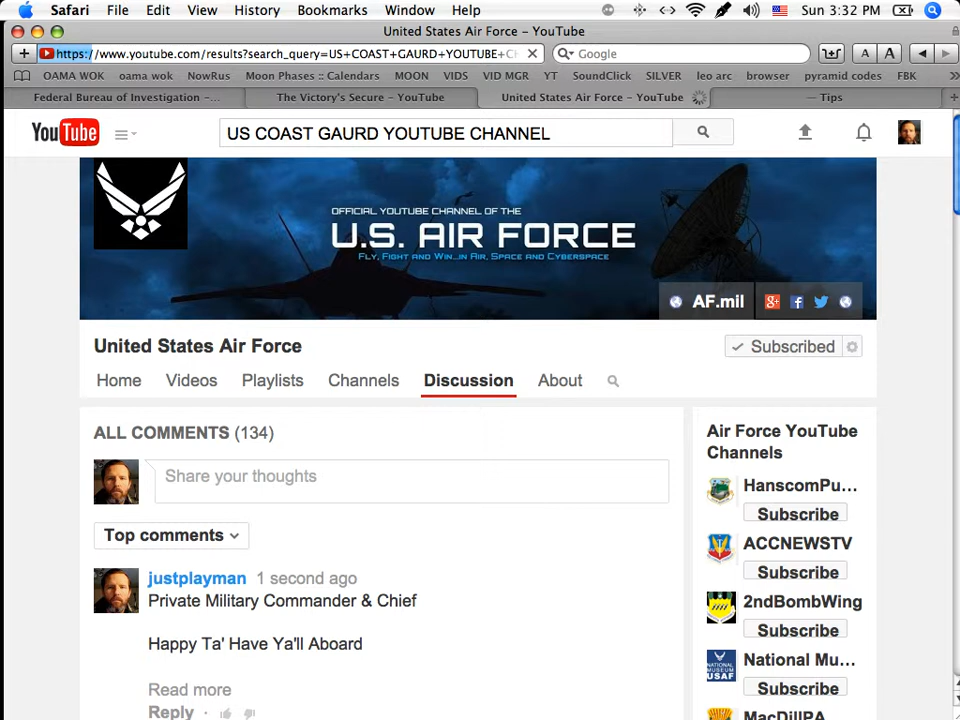 Safari File Edit View History Bookmarks Window Help Sun 3:32 PM
United States Air Force – YouTube
https://www.youtube.com/results?search_query=US+COAST+GAURD+YOUTUBE+C Google A A
OAMA WOK oama wok NowRus Moon Phases :: Calendars MOON VIDS VID MGR YT SoundClick SILVER leo arc browser pyramid codes FBK
Federal Bureau of Investigation –... The Victory's Secure – YouTube United States Air Force – YouTube — Tips
YouTube US COAST GAURD YOUTUBE CHANNEL
OFFICIAL YOUTUBE CHANNEL OF THE
U.S. AIR FORCE
FLY, FIGHT AND WIN...IN AIR, SPACE AND CYBERSPACE
AF.mil
United States Air Force Subscribed
Home Videos Playlists Channels Discussion About
ALL COMMENTS (134)
Share your thoughts
Top comments
justplayman 1 second ago
Private Military Commander & Chief
Happy Ta' Have Ya'll Aboard
Read more
Reply
Air Force YouTube
Channels
HanscomPu...
Subscribe
ACCNEWSTV
Subscribe
2ndBombWing
Subscribe
National Mu...
Subscribe
MacDillPA